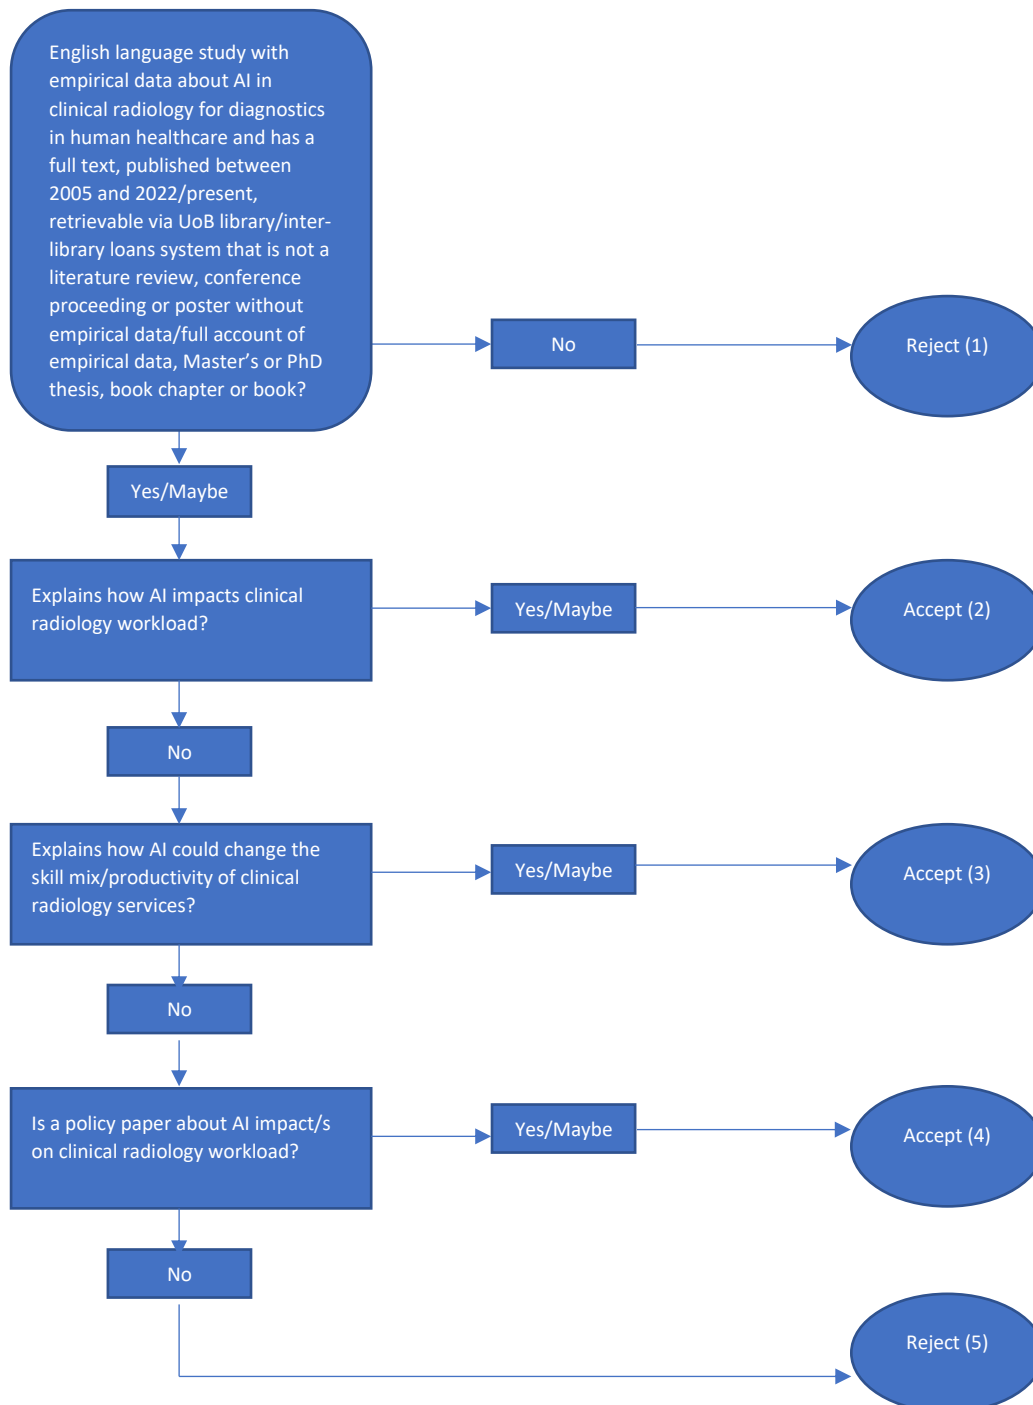 English language study with
empirical data about AI in
clinical radiology for diagnostics
in human healthcare and has a
full text, published between
2005 and 2022/present,
retrievable via UoB library/inter-
library loans system that is not a
literature review, conference
proceeding or poster without
empirical data/full account of
empirical data, Master’s or PhD
thesis, book chapter or book?
No
Reject (1)
Yes/Maybe
Explains how AI impacts clinical
radiology workload?
Yes/Maybe
Accept (2)
No
Explains how AI could change the
skill mix/productivity of clinical
radiology services?
Yes/Maybe
Accept (3)
No
Is a policy paper about AI impact/s
on clinical radiology workload?
Yes/Maybe
Accept (4)
No
Reject (5)